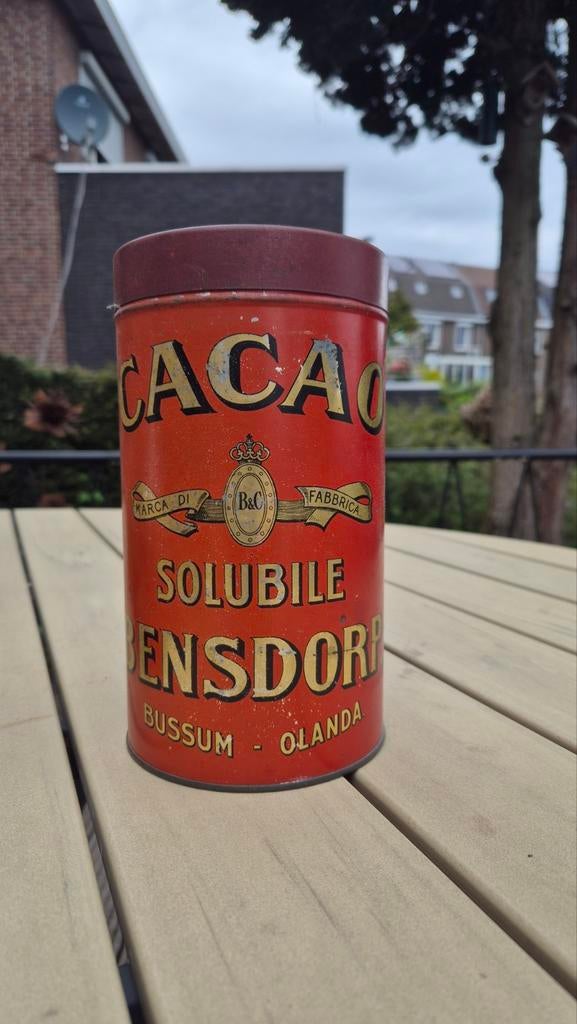 CACAO
MARCA DI B&C FABBRICA
SOLUBILE
BENSDORP
BUSSUM - OLANDA